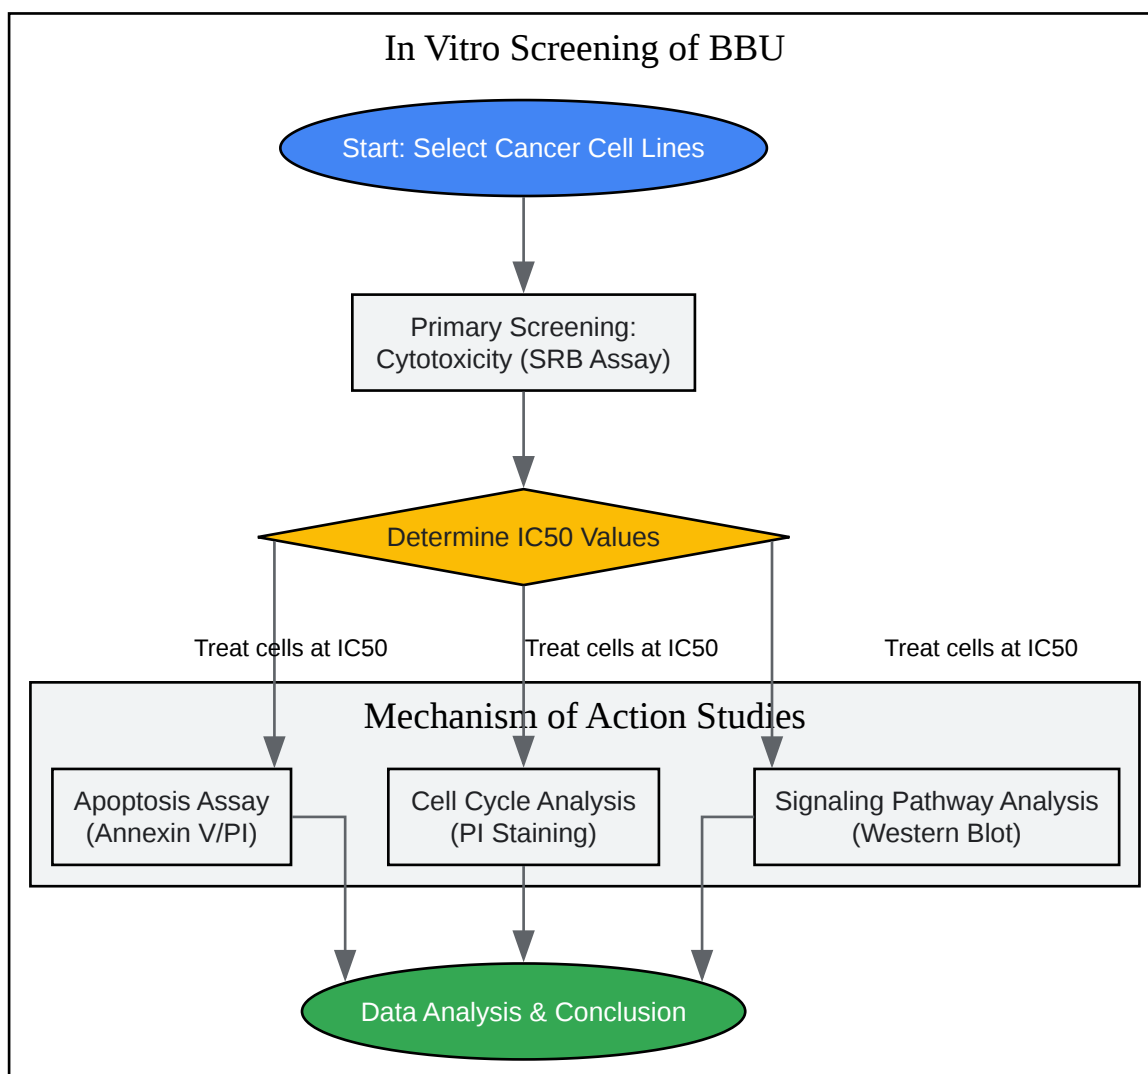 In Vitro Screening of BBU
Start: Select Cancer Cell Lines
Primary Screening:
Cytotoxicity (SRB Assay)
Determine IC50 Values
Treat cells at IC50
Treat cells at IC50
Treat cells at IC50
Mechanism of Action Studies
Apoptosis Assay
(Annexin V/PI)
Cell Cycle Analysis
(PI Staining)
Signaling Pathway Analysis
(Western Blot)
Data Analysis & Conclusion